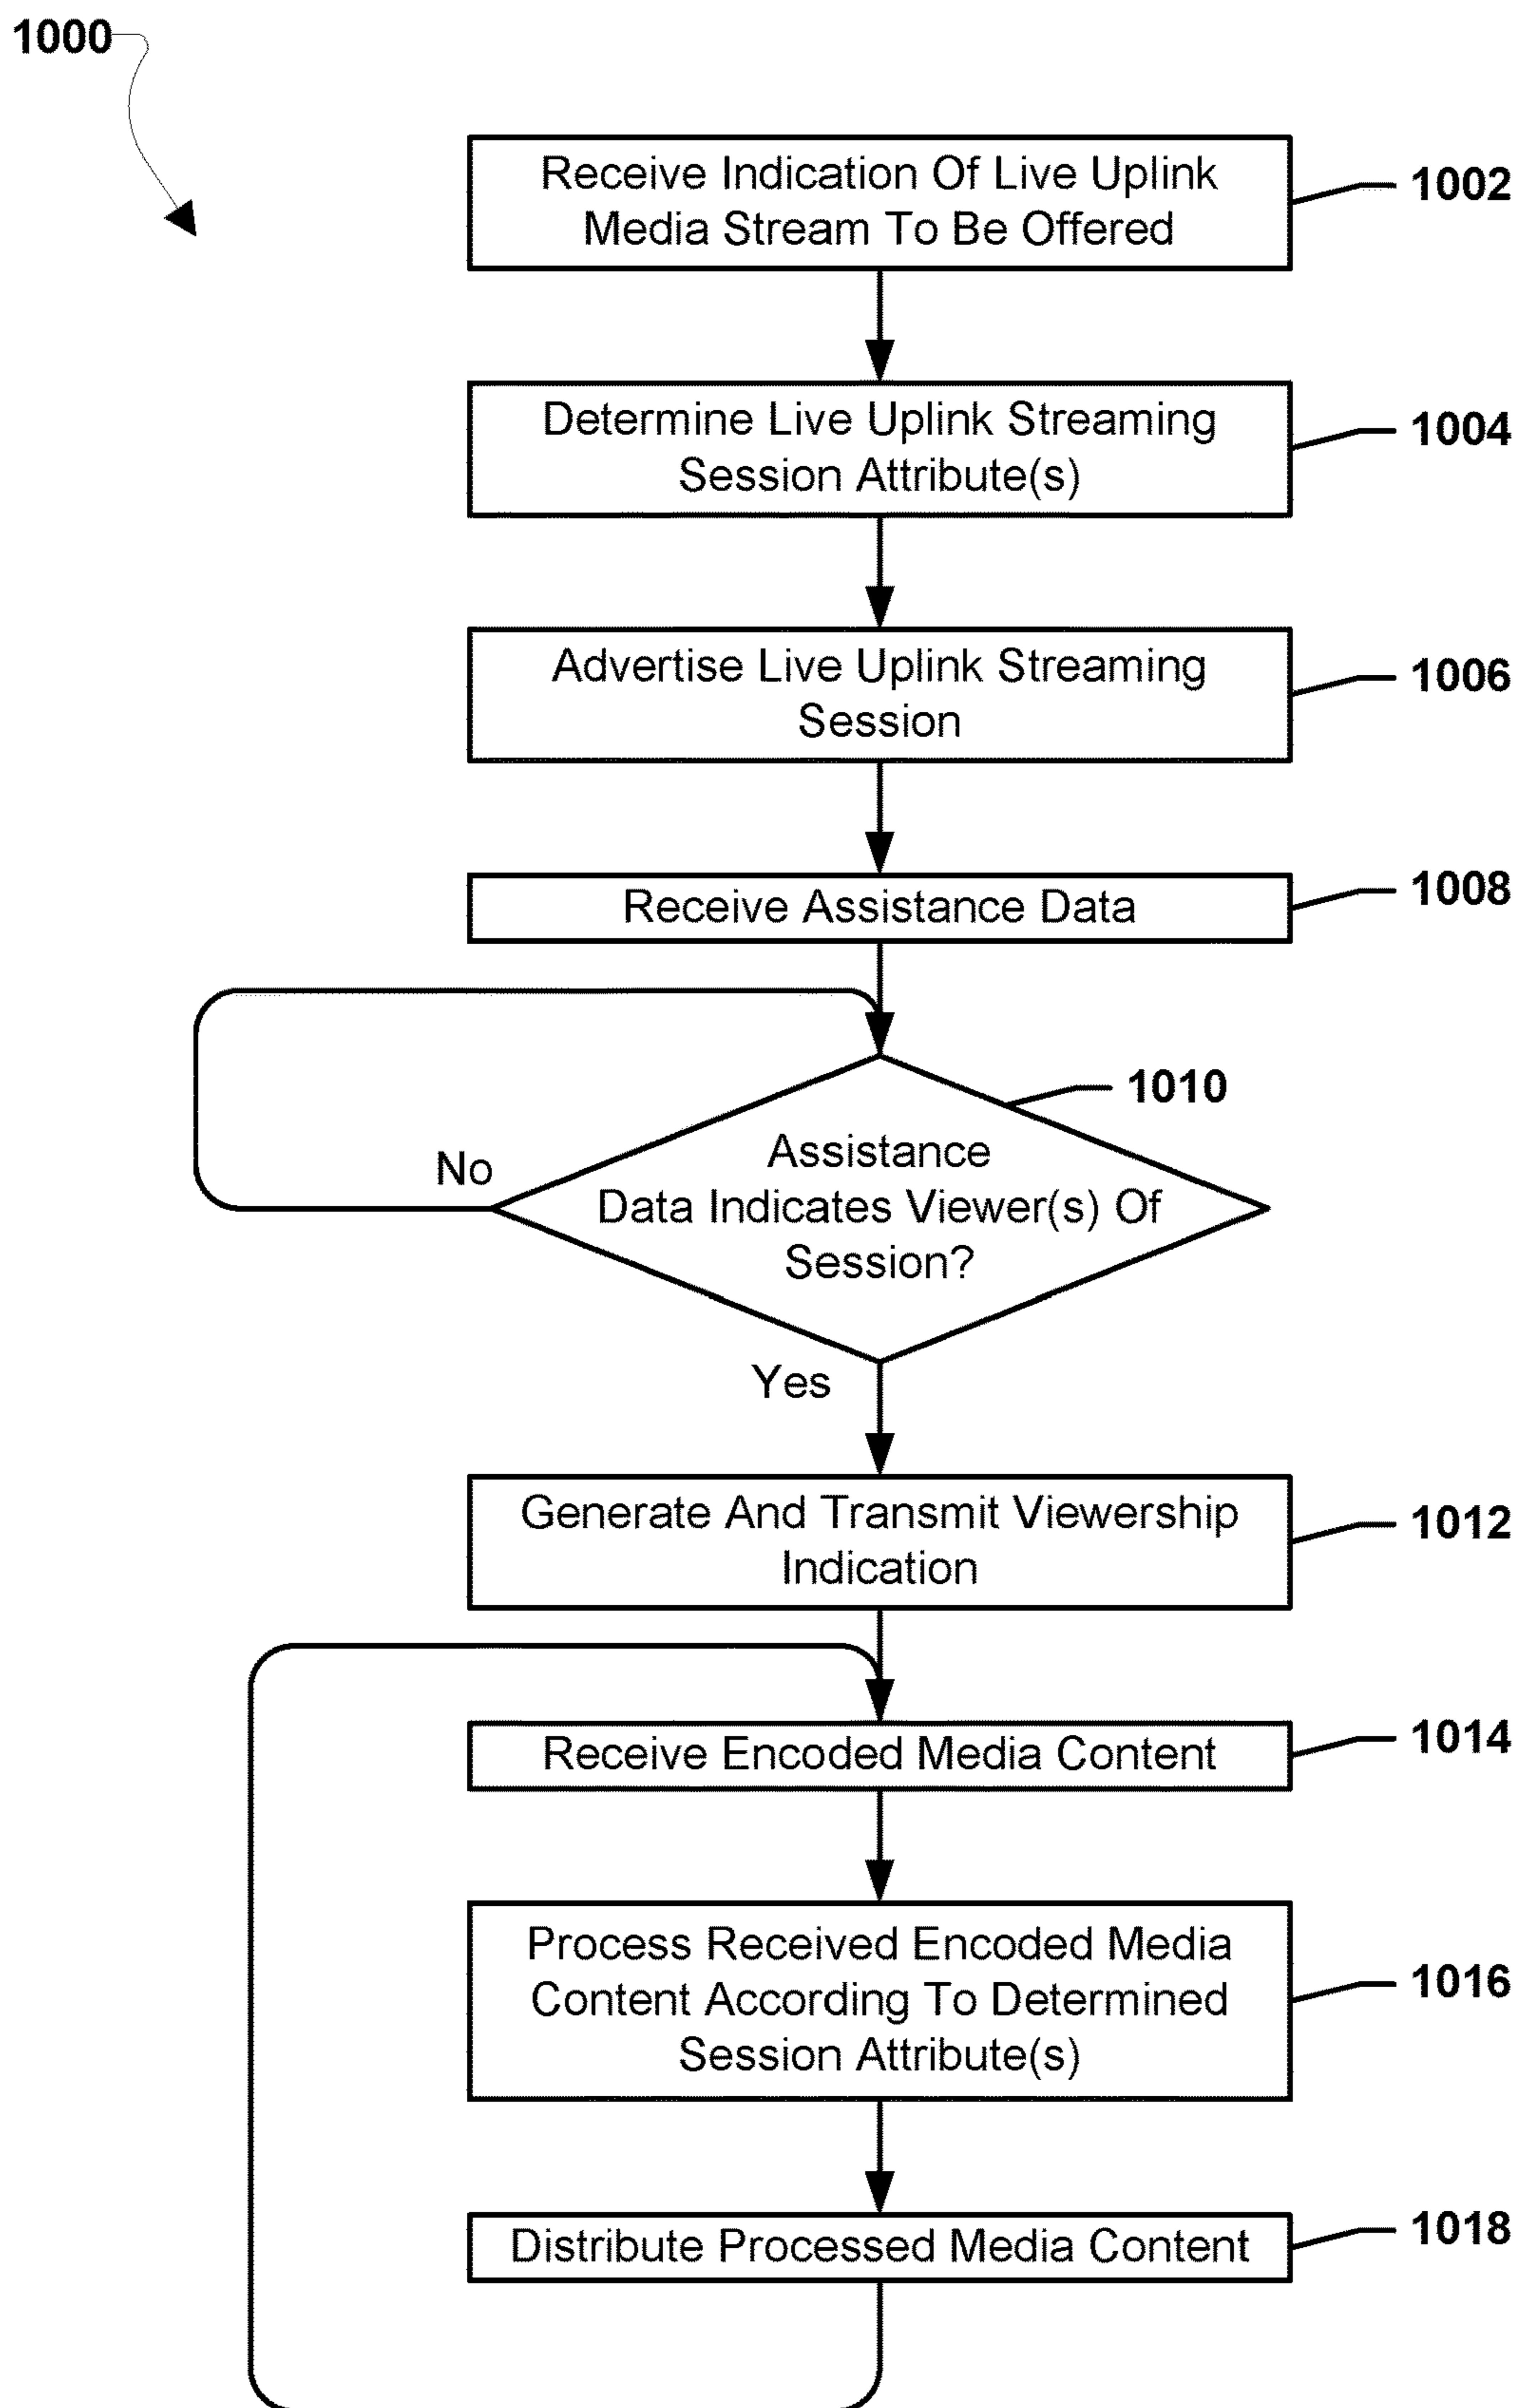 1000
Receive Indication Of Live Uplink
Media Stream To Be Offered
1002
Determine Live Uplink Streaming
Session Attribute(s)
1004
Advertise Live Uplink Streaming
Session
1006
Receive Assistance Data
1008
1010
Assistance
Data Indicates Viewer(s) Of
Session?
No
Yes
Generate And Transmit Viewership
Indication
1012
Receive Encoded Media Content
1014
Process Received Encoded Media
Content According To Determined
Session Attribute(s)
1016
Distribute Processed Media Content
1018